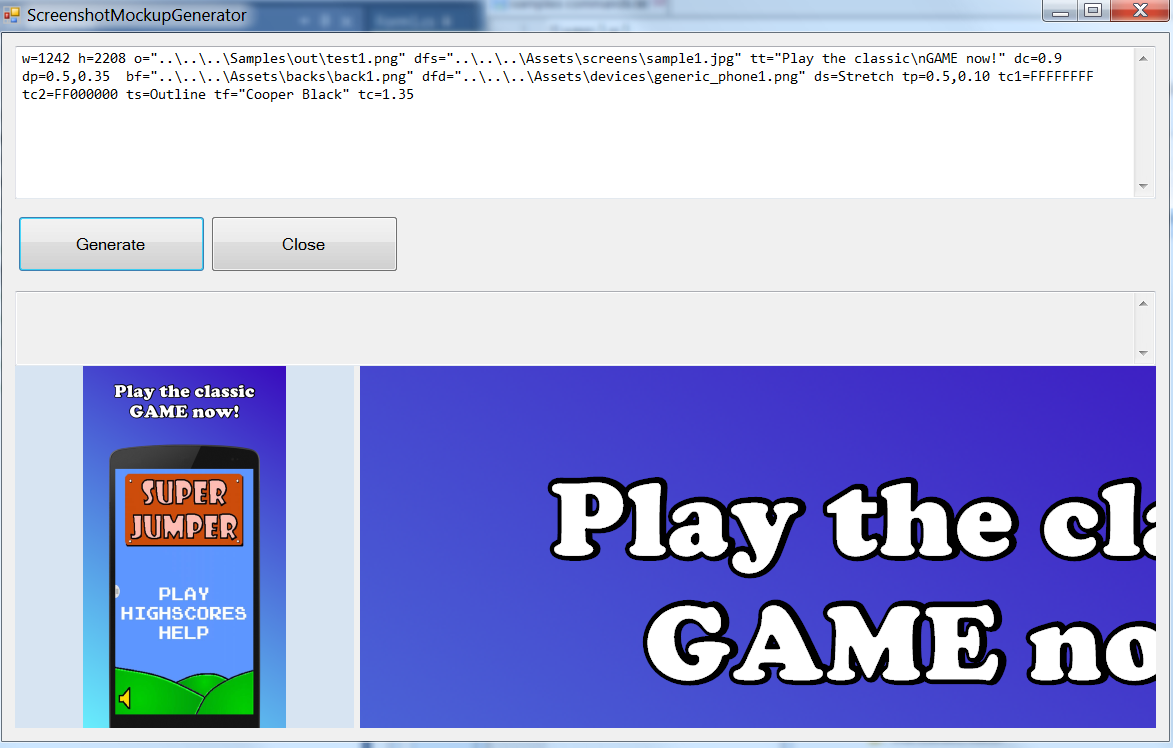 ScreenshotMockupGenerator
w=1242 h=2208 o="..\..\..\Samples\out\test1.png" dfs="..\..\..\Assets\screens\sample1.jpg" tt="Play the classic\nGAME now!" dc=0.9
dp=0.5,0.35  bf="..\..\..\Assets\backs\back1.png" dfd="..\..\..\Assets\devices\generic_phone1.png" ds=Stretch tp=0.5,0.10 tc1=FFFFFFFF
tc2=FF000000 ts=Outline tf="Cooper Black" tc=1.35
Generate
Close
Play the classic
GAME now!
SUPER
JUMPER
PLAY
HIGHSCORES
HELP
Play the cla
GAME no